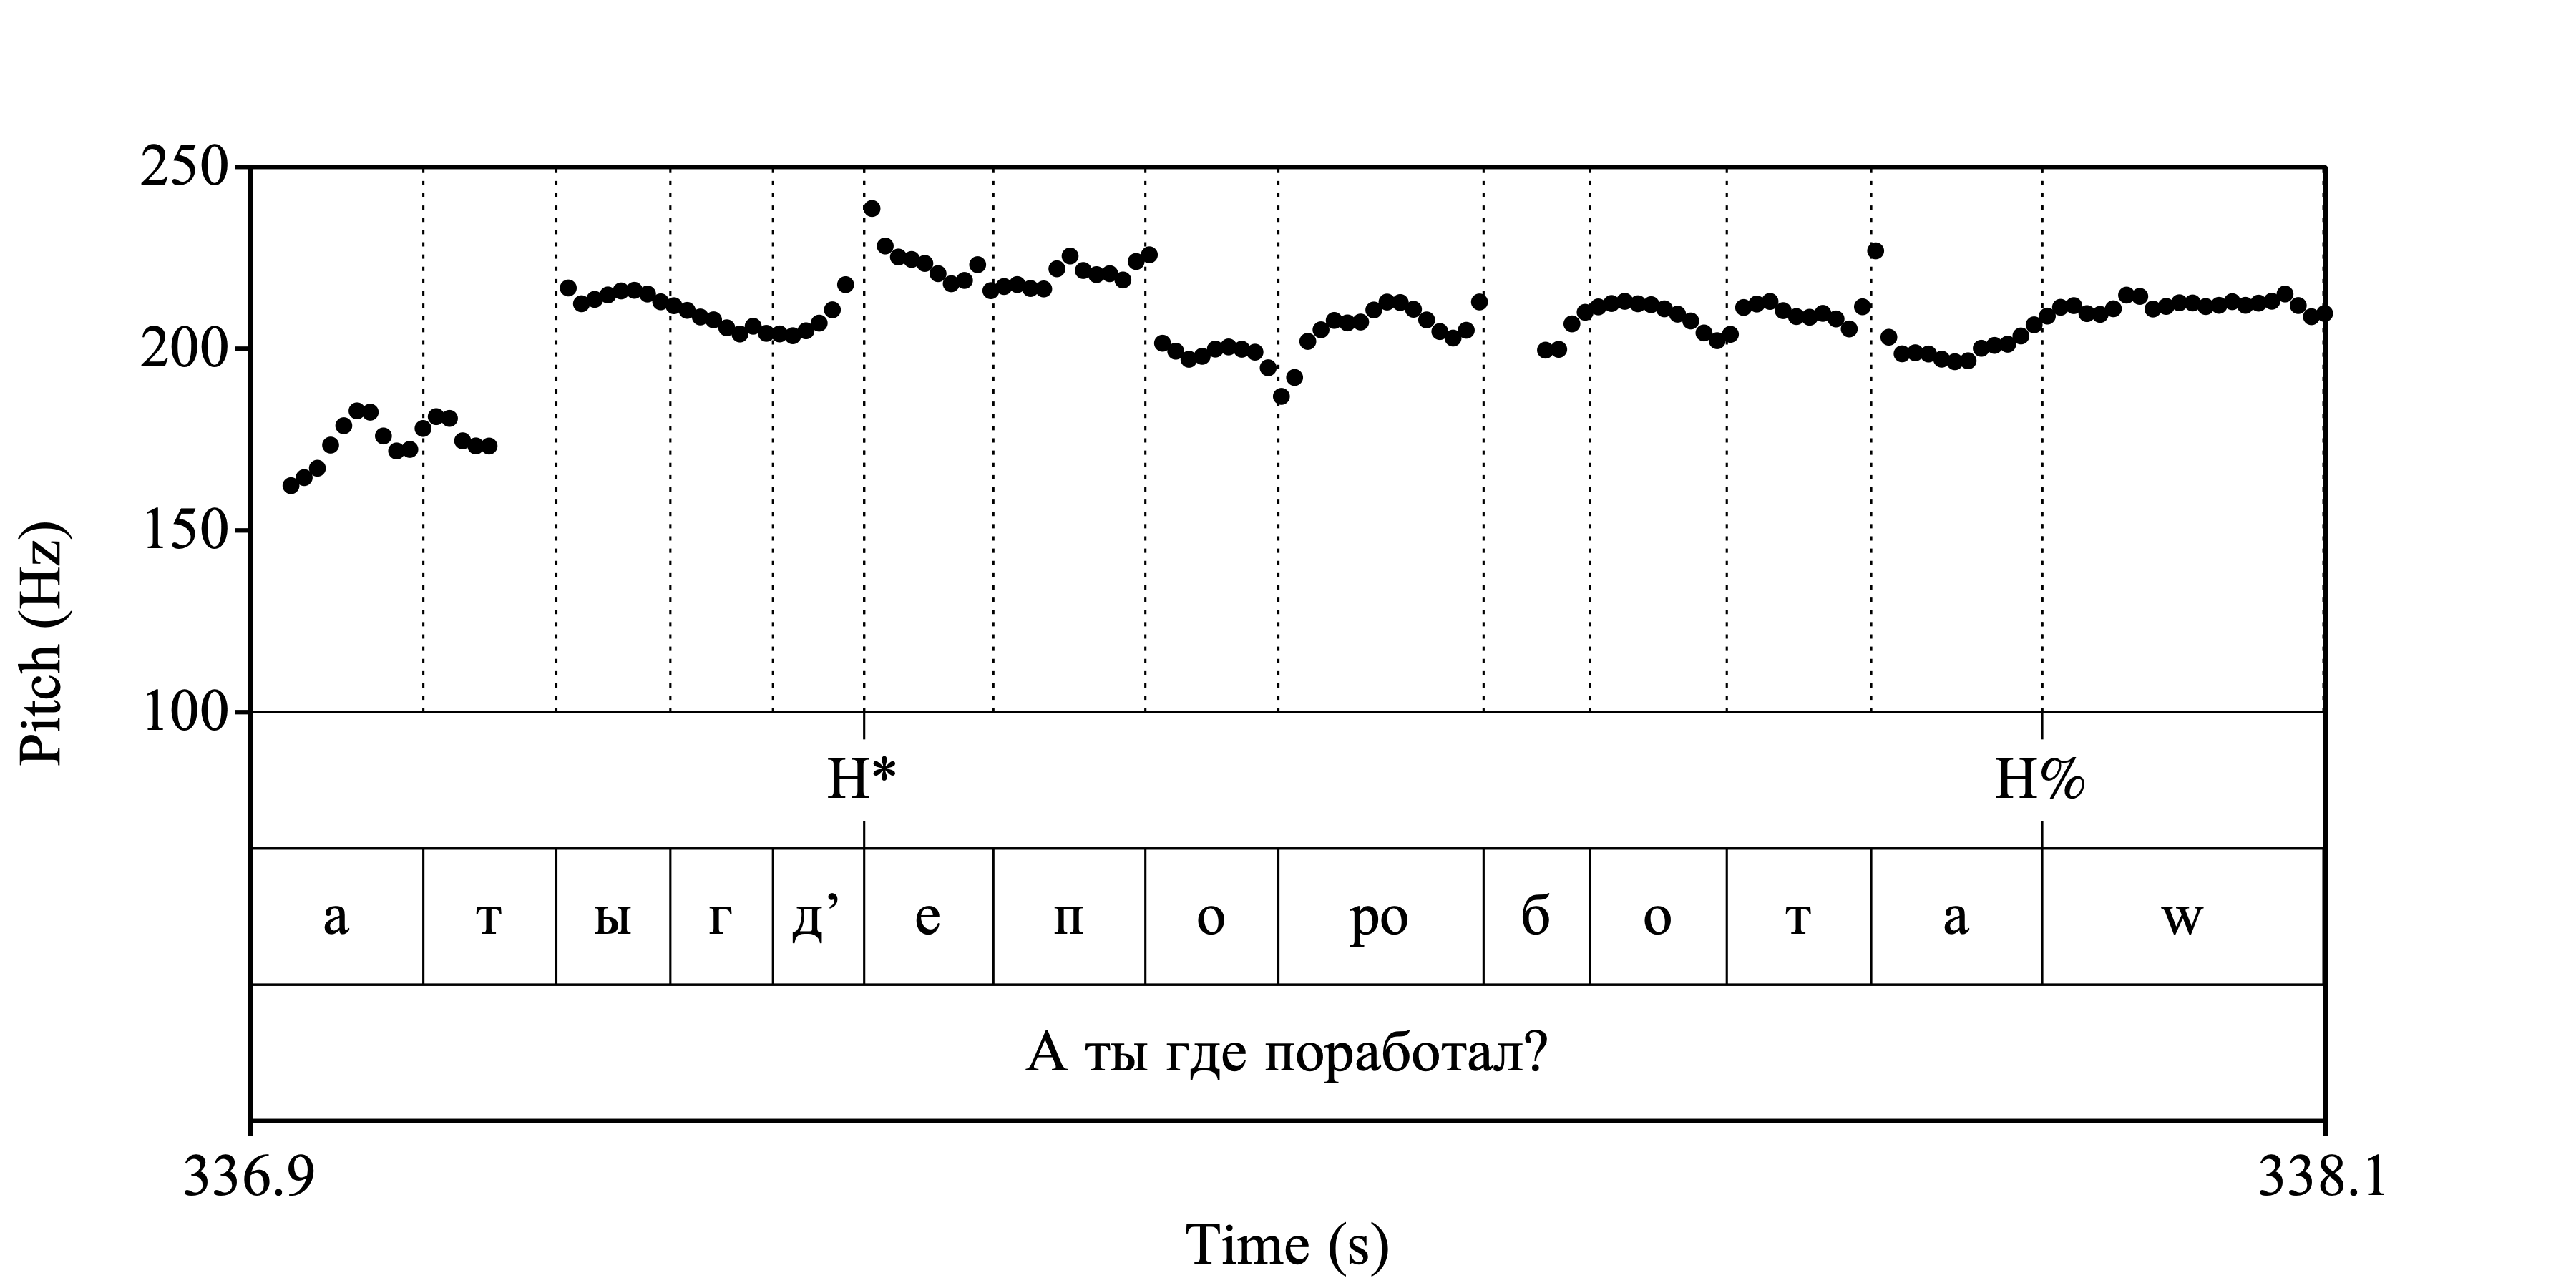 250
200
150
100
Pitch (Hz)
H* H%
а т ы г д’ е п о ро б о т а w
А ты где поработал?
336.9 338.1
Time (s)